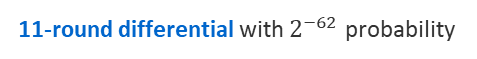 11-round differential with 2⁻⁶² probability